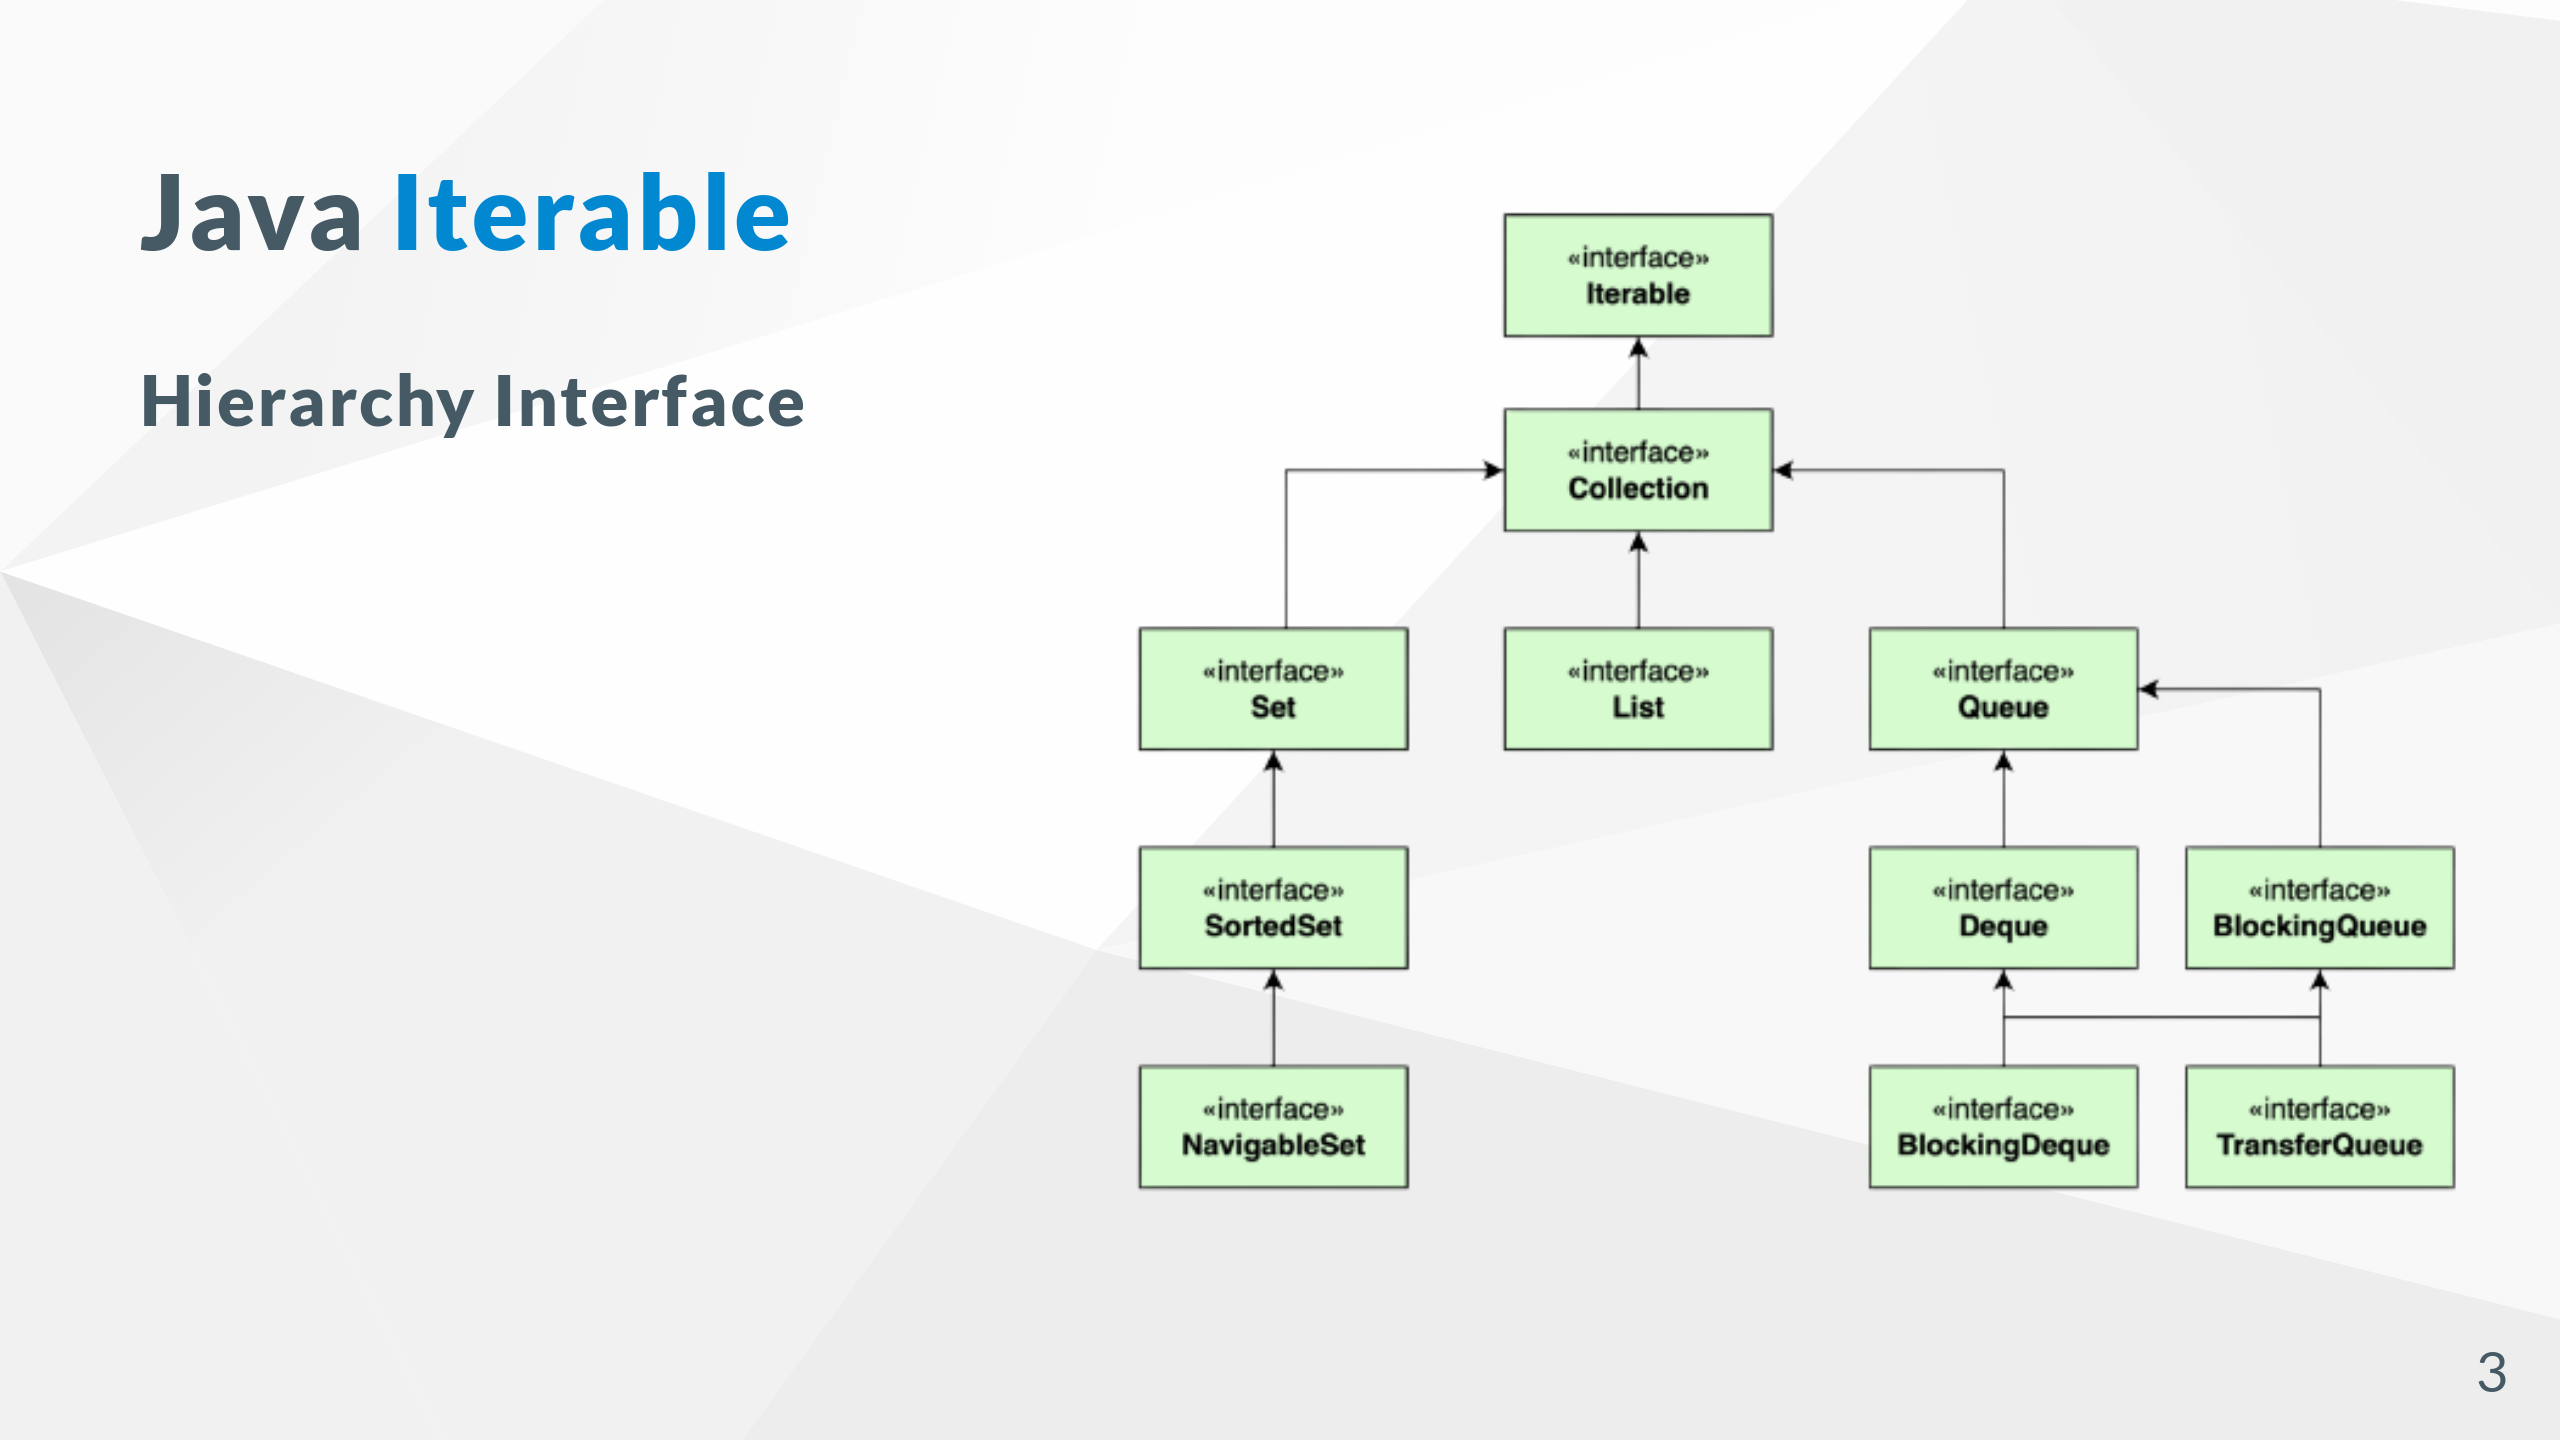 Java Iterable
Hierarchy Interface
«interface»
Iterable
«interface»
Collection
«interface»
Set
«interface»
List
«interface»
Queue
«interface»
SortedSet
«interface»
Deque
«interface»
BlockingQueue
«interface»
NavigableSet
«interface»
BlockingDeque
«interface»
TransferQueue
3